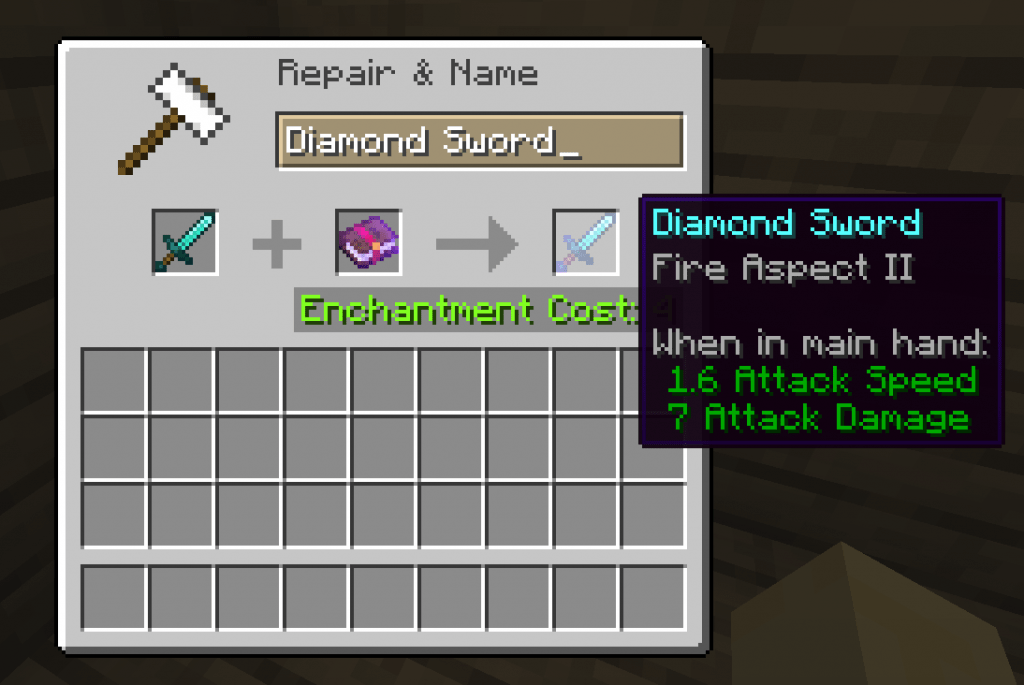 Repair & Name
Diamond Sword_
Enchantment Cost: 4
Diamond Sword
Fire Aspect II
When in main hand:
1.6 Attack Speed
7 Attack Damage